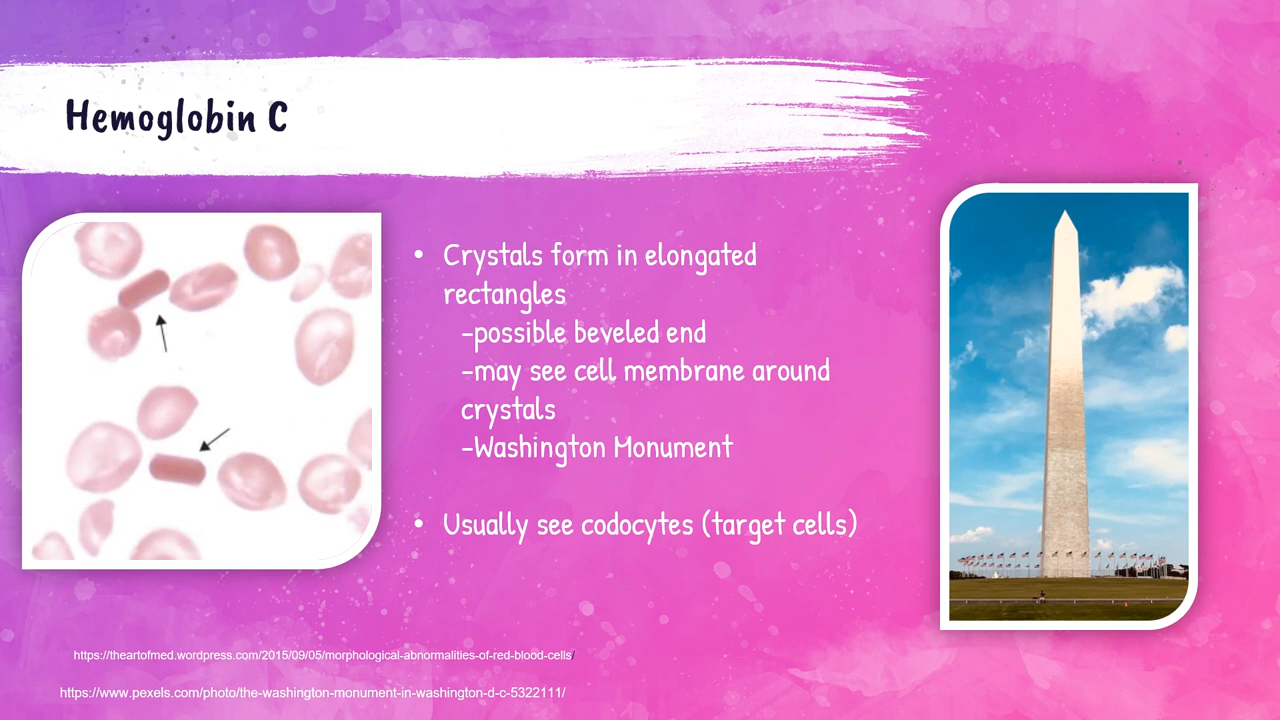 Hemoglobin C
• Crystals form in elongated
rectangles
-possible beveled end
-may see cell membrane around
crystals
-Washington Monument
• Usually see codocytes (target cells)
https://theartofmed.wordpress.com/2015/09/05/morphological-abnormalities-of-red-blood-cells/
https://www.pexels.com/photo/the-washington-monument-in-washington-d-c-5322111/